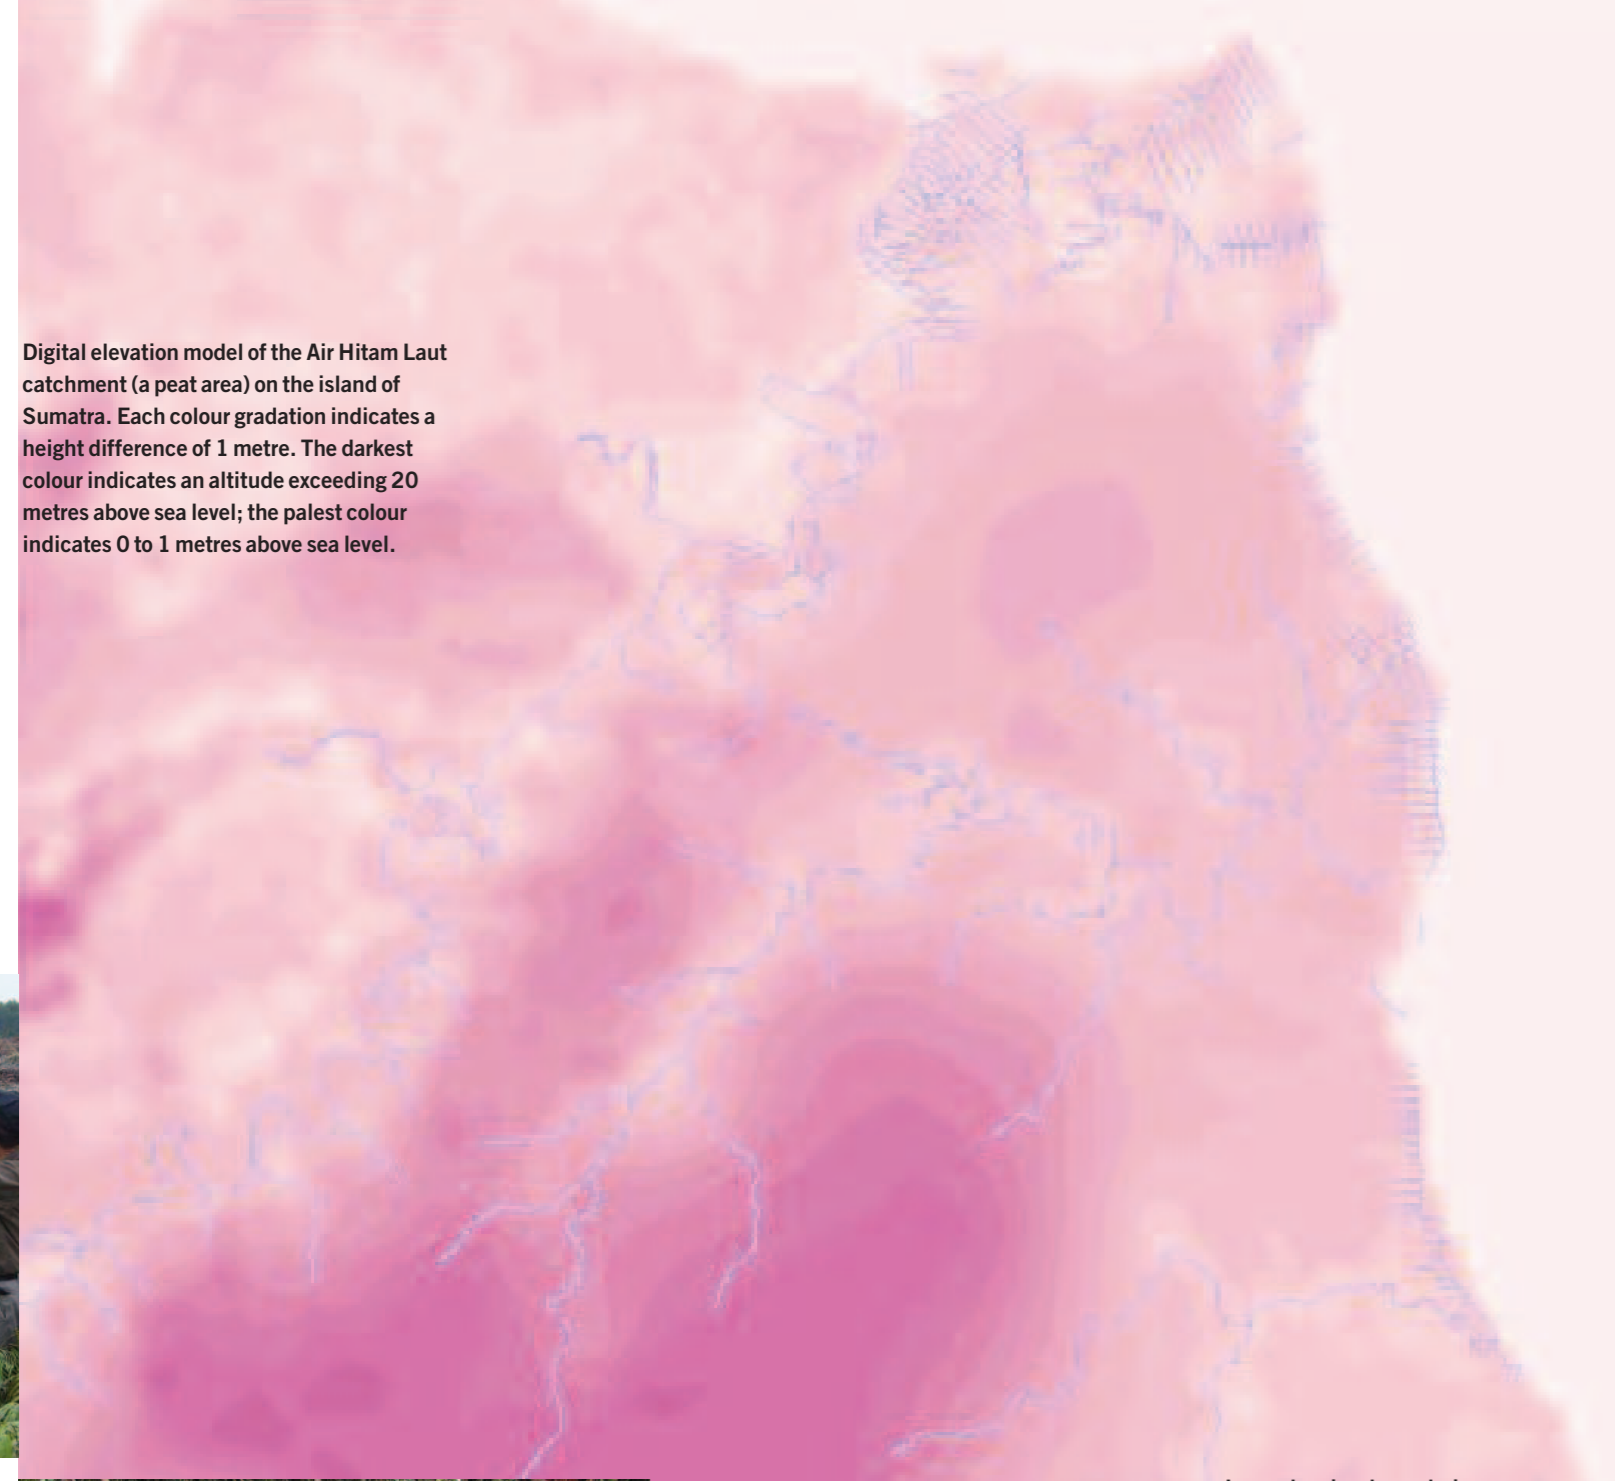 Digital elevation model of the Air Hitam Laut
catchment (a peat area) on the island of
Sumatra. Each colour gradation indicates a
height difference of 1 metre. The darkest
colour indicates an altitude exceeding 20
metres above sea level; the palest colour
indicates 0 to 1 metres above sea level.